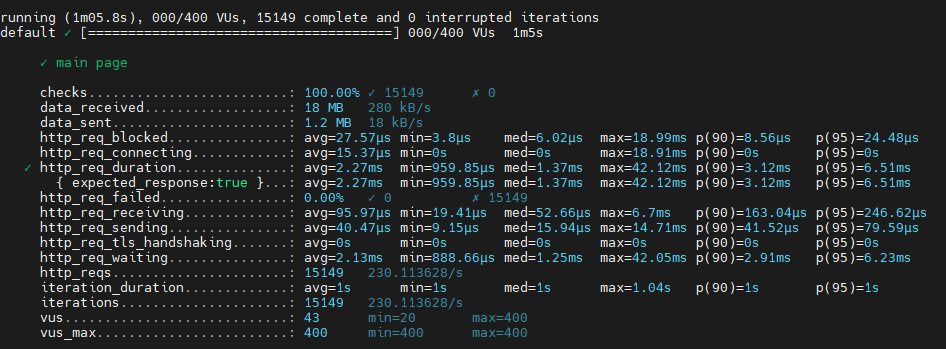 running (1m05.8s), 000/400 VUs, 15149 complete and 0 interrupted iterations
default ✓ [======================================] 000/400 VUs  1m5s
✓ main page
checks.........................: 100.00% ✓ 15149      ✗ 0
data_received..................: 18 MB   280 kB/s
data_sent......................: 1.2 MB  18 kB/s
http_req_blocked...............: avg=27.57µs min=3.8µs    med=6.02µs  max=18.99ms p(90)=8.56µs   p(95)=24.48µs
http_req_connecting............: avg=15.37µs min=0s       med=0s      max=18.91ms p(90)=0s       p(95)=0s
✓ http_req_duration..............: avg=2.27ms  min=959.85µs med=1.37ms  max=42.12ms p(90)=3.12ms   p(95)=6.51ms
{ expected_response:true }...: avg=2.27ms  min=959.85µs med=1.37ms  max=42.12ms p(90)=3.12ms   p(95)=6.51ms
http_req_failed................: 0.00%   ✓ 0          ✗ 15149
http_req_receiving.............: avg=95.97µs min=19.41µs  med=52.66µs max=6.7ms   p(90)=163.04µs p(95)=246.62µs
http_req_sending...............: avg=40.47µs min=9.15µs   med=15.94µs max=14.71ms p(90)=41.52µs  p(95)=79.59µs
http_req_tls_handshaking.......: avg=0s      min=0s       med=0s      max=0s      p(90)=0s       p(95)=0s
http_req_waiting...............: avg=2.13ms  min=888.66µs med=1.25ms  max=42.05ms p(90)=2.91ms   p(95)=6.23ms
http_reqs......................: 15149   230.113628/s
iteration_duration.............: avg=1s      min=1s       med=1s      max=1.04s   p(90)=1s       p(95)=1s
iterations.....................: 15149   230.113628/s
vus............................: 43      min=20       max=400
vus_max........................: 400     min=400      max=400